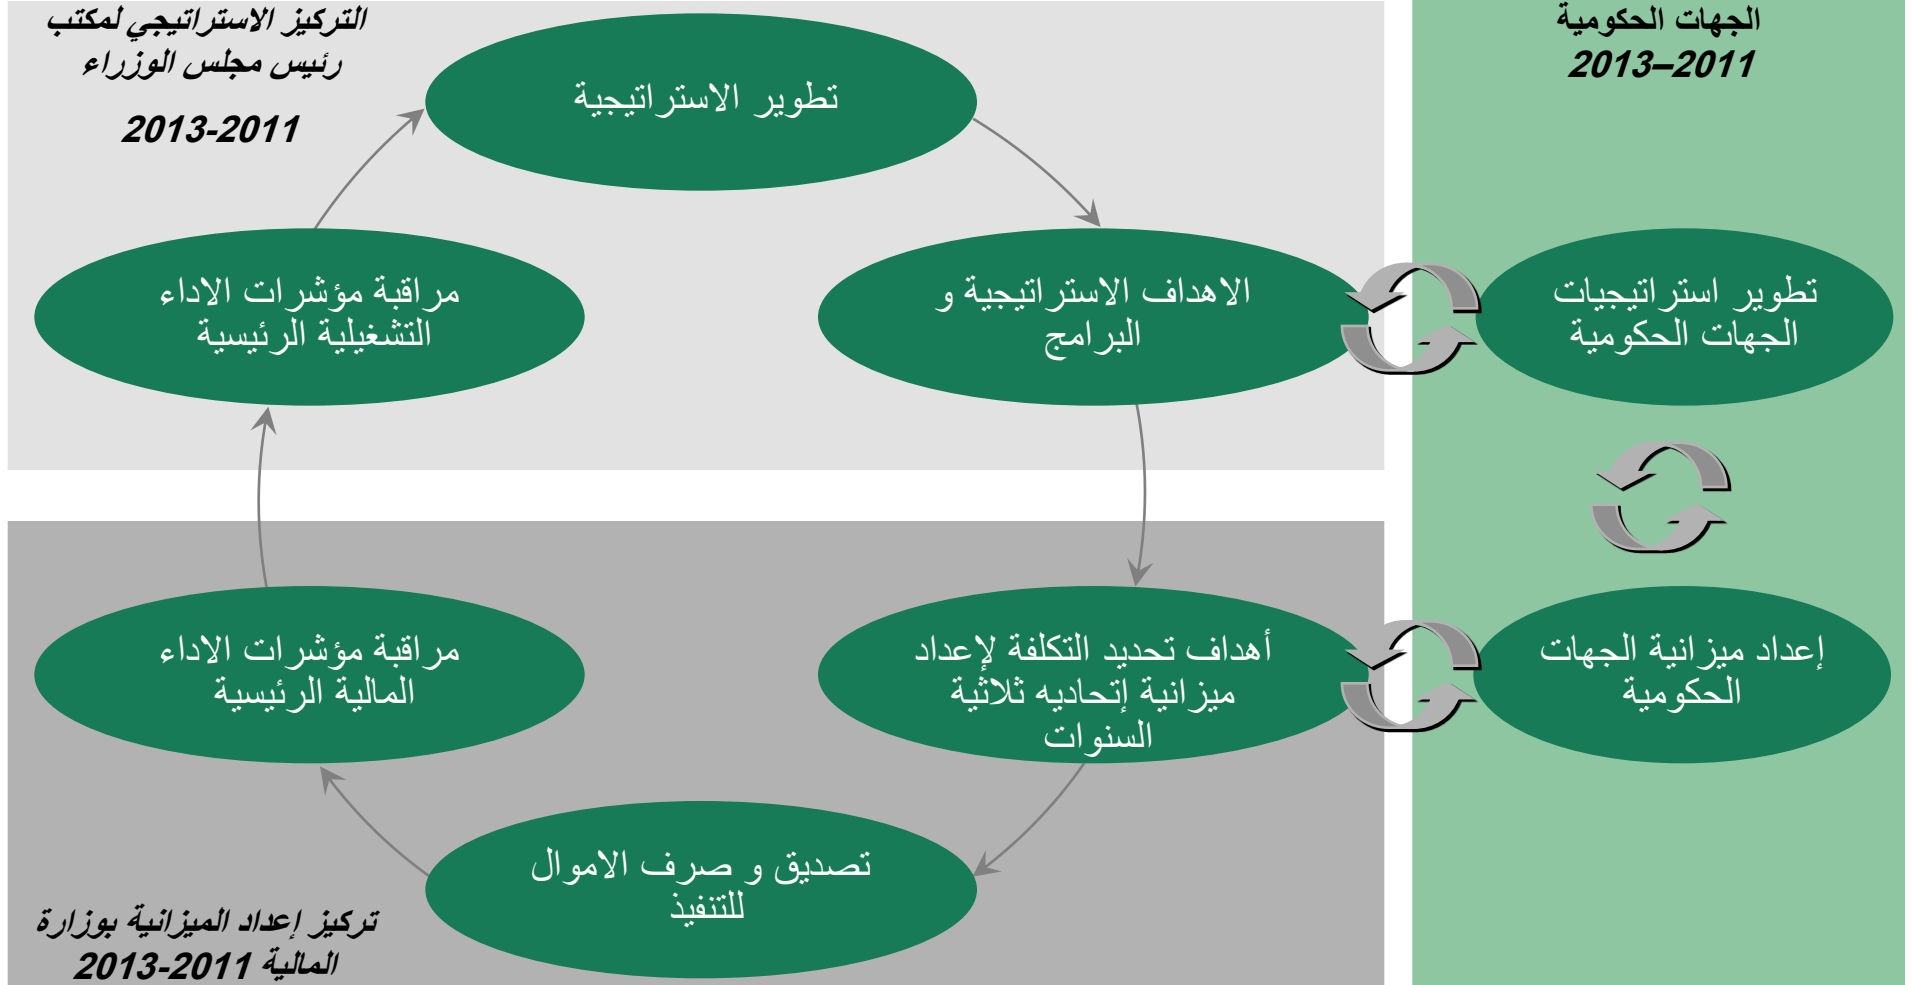 التركيز الاستراتيجي لمكتب
رئيس مجلس الوزراء
2013-2011
الجهات الحكومية
2013–2011
تطوير الاستراتيجية
مراقبة مؤشرات الاداء
التشغيلية الرئيسية
الاهداف الاستراتيجية و
البرامج
تطوير استراتيجيات
الجهات الحكومية
مراقبة مؤشرات الاداء
المالية الرئيسية
أهداف تحديد التكلفة لإعداد
ميزانية إتحاديه ثلاثية
السنوات
إعداد ميزانية الجهات
الحكومية
تصديق و صرف الاموال
للتنفيذ
تركيز إعداد الميزانية بوزارة
المالية 2011-2013